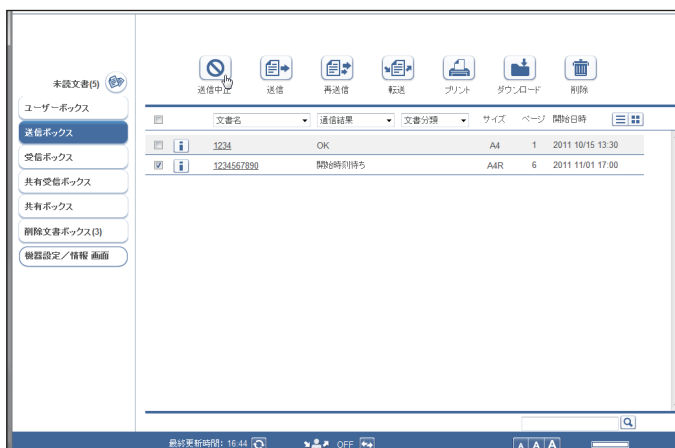 未読文書(5)
ユーザーボックス
送信ボックス
受信ボックス
共有受信ボックス
共有ボックス
削除文書ボックス(3)
機器設定/情報 画面
送信中止 送信 再送信 転送 プリント ダウンロード 削除
文書名 通信結果 文書分類 サイズ ページ 開始日時
1234 OK A4 1 2011 10/15 13:30
1234567890 開始時刻待ち A4R 6 2011 11/01 17:00
最終更新時間: 16:44 OFF A A A